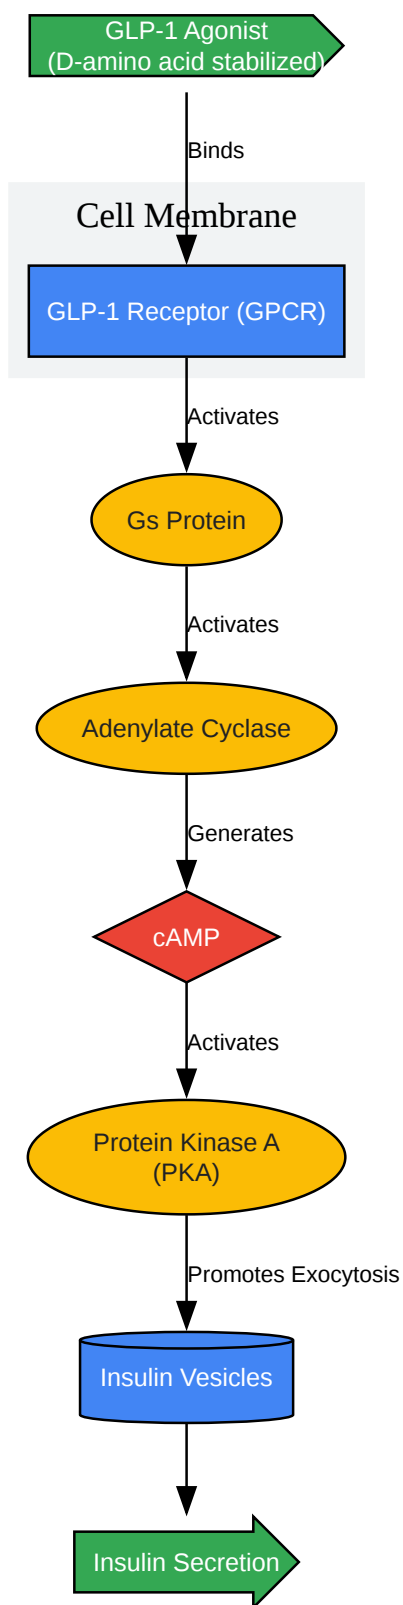 GLP-1 Agonist
(D-amino acid stabilized)
Binds
Cell Membrane
GLP-1 Receptor (GPCR)
Activates
Gs Protein
Activates
Adenylate Cyclase
Generates
cAMP
Activates
Protein Kinase A
(PKA)
Promotes Exocytosis
Insulin Vesicles
Insulin Secretion